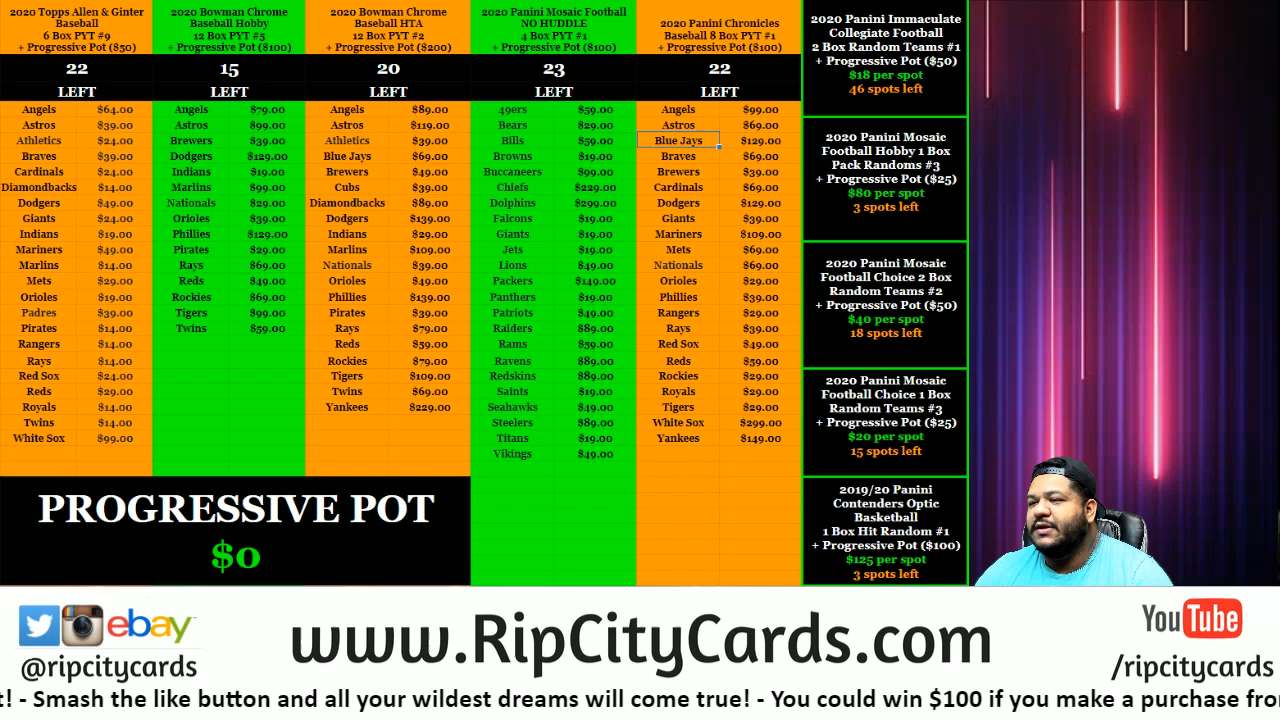 2020 Topps Allen & Ginter
Baseball
6 Box PYT #9
+ Progressive Pot ($50)
22
LEFT
Angels $64.00
Astros $39.00
Athletics $24.00
Braves $39.00
Cardinals $24.00
Diamondbacks $14.00
Dodgers $49.00
Giants $24.00
Indians $19.00
Mariners $49.00
Marlins $14.00
Mets $29.00
Orioles $19.00
Padres $39.00
Pirates $14.00
Rangers $14.00
Rays $14.00
Red Sox $24.00
Reds $29.00
Royals $14.00
Twins $14.00
White Sox $99.00
2020 Bowman Chrome
Baseball Hobby
12 Box PYT #5
+ Progressive Pot ($100)
15
LEFT
Angels $79.00
Astros $99.00
Brewers $39.00
Dodgers $129.00
Indians $19.00
Marlins $99.00
Nationals $29.00
Orioles $39.00
Phillies $129.00
Pirates $29.00
Rays $69.00
Reds $49.00
Rockies $69.00
Tigers $99.00
Twins $59.00
2020 Bowman Chrome
Baseball HTA
12 Box PYT #2
+ Progressive Pot ($200)
20
LEFT
Angels $89.00
Astros $119.00
Athletics $39.00
Blue Jays $69.00
Brewers $49.00
Cubs $39.00
Diamondbacks $89.00
Dodgers $139.00
Indians $29.00
Marlins $109.00
Nationals $39.00
Orioles $49.00
Phillies $139.00
Pirates $39.00
Rays $79.00
Reds $59.00
Rockies $79.00
Tigers $109.00
Twins $69.00
Yankees $229.00
2020 Panini Mosaic Football
NO HUDDLE
4 Box PYT #1
+ Progressive Pot ($100)
23
LEFT
49ers $59.00
Bears $29.00
Bills $59.00
Browns $19.00
Buccaneers $99.00
Chiefs $229.00
Dolphins $299.00
Falcons $19.00
Giants $19.00
Jets $19.00
Lions $49.00
Packers $149.00
Panthers $19.00
Patriots $49.00
Raiders $89.00
Rams $59.00
Ravens $89.00
Redskins $89.00
Saints $19.00
Seahawks $49.00
Steelers $89.00
Titans $19.00
Vikings $49.00
2020 Panini Chronicles
Baseball 8 Box PYT #1
+ Progressive Pot ($100)
22
LEFT
Angels $99.00
Astros $69.00
Blue Jays $129.00
Braves $69.00
Brewers $39.00
Cardinals $69.00
Dodgers $129.00
Giants $39.00
Mariners $109.00
Mets $69.00
Nationals $69.00
Orioles $29.00
Phillies $39.00
Rangers $29.00
Rays $39.00
Red Sox $49.00
Reds $59.00
Rockies $29.00
Royals $29.00
Tigers $29.00
White Sox $299.00
Yankees $149.00
2020 Panini Immaculate
Collegiate Football
2 Box Random Teams #1
+ Progressive Pot ($50)
$18 per spot
46 spots left
2020 Panini Mosaic
Football Hobby 1 Box
Pack Randoms #3
+ Progressive Pot ($25)
$80 per spot
3 spots left
2020 Panini Mosaic
Football Choice 2 Box
Random Teams #2
+ Progressive Pot ($50)
$40 per spot
18 spots left
2020 Panini Mosaic
Football Choice 1 Box
Random Teams #3
+ Progressive Pot ($25)
$20 per spot
15 spots left
2019/20 Panini
Contenders Optic
Basketball
1 Box Hit Random #1
+ Progressive Pot ($100)
$125 per spot
3 spots left
PROGRESSIVE POT
$0
ebay
@ripcitycards
www.RipCityCards.com
YouTube
/ripcitycards
t! - Smash the like button and all your wildest dreams will come true! - You could win $100 if you make a purchase fro